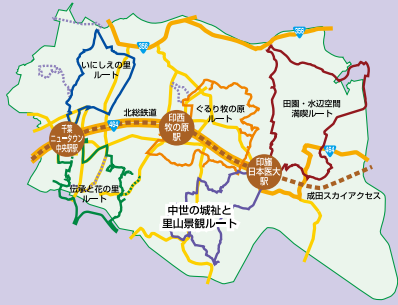 356
356
いにしえの里
ルート
北総鉄道
464
千葉
ニュータウン
中央駅
印西
牧の原
駅
ぐるり牧の原
ルート
田園・水辺空間
満喫ルート
464
印旛
日本医大
駅
成田スカイアクセス
伝承と花の里
ルート
中世の城祉と
里山景観ルート